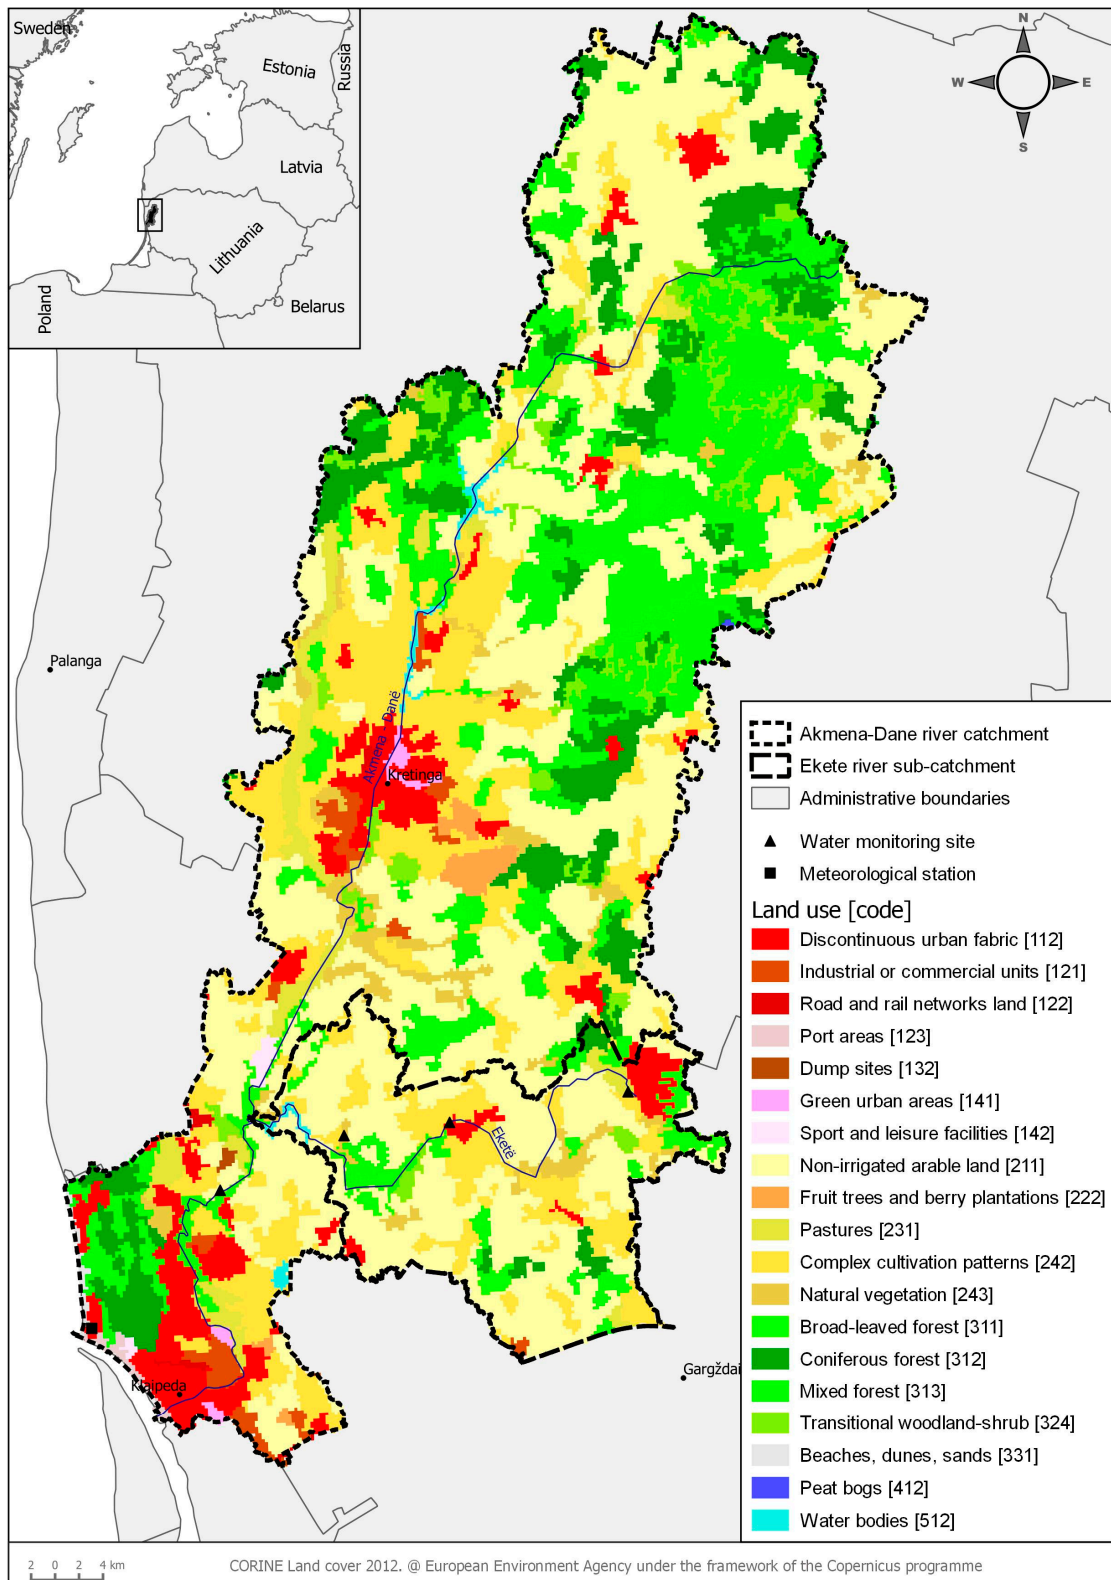 Sweden
Estonia
Russia
Latvia
Lithuania
Belarus
Poland
N
W
E
S
Palanga
Akmena - Danė
Kretinga
Eketė
Klaipeda
Gargždai
Akmena-Dane river catchment
Ekete river sub-catchment
Administrative boundaries
Water monitoring site
Meteorological station
Land use [code]
Discontinuous urban fabric [112]
Industrial or commercial units [121]
Road and rail networks land [122]
Port areas [123]
Dump sites [132]
Green urban areas [141]
Sport and leisure facilities [142]
Non-irrigated arable land [211]
Fruit trees and berry plantations [222]
Pastures [231]
Complex cultivation patterns [242]
Natural vegetation [243]
Broad-leaved forest [311]
Coniferous forest [312]
Mixed forest [313]
Transitional woodland-shrub [324]
Beaches, dunes, sands [331]
Peat bogs [412]
Water bodies [512]
2 0 2 4 km
CORINE Land cover 2012. @ European Environment Agency under the framework of the Copernicus programme